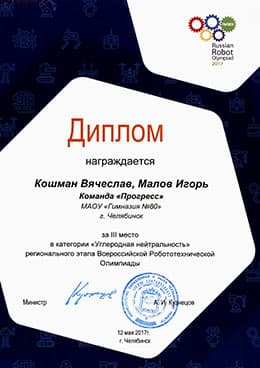 Russian
Robot
Olympiad
2017
Диплом
награждается
Кошман Вячеслав, Малов Игорь
Команда «Прогресс»
МАОУ «Гимназия №80»
г. Челябинск
за III место
в категории «Углеродная нейтральность»
регионального этапа Всероссийской Робототехнической
Олимпиады
Министр
А. И. Кузнецов
12 мая 2017г.
г. Челябинск